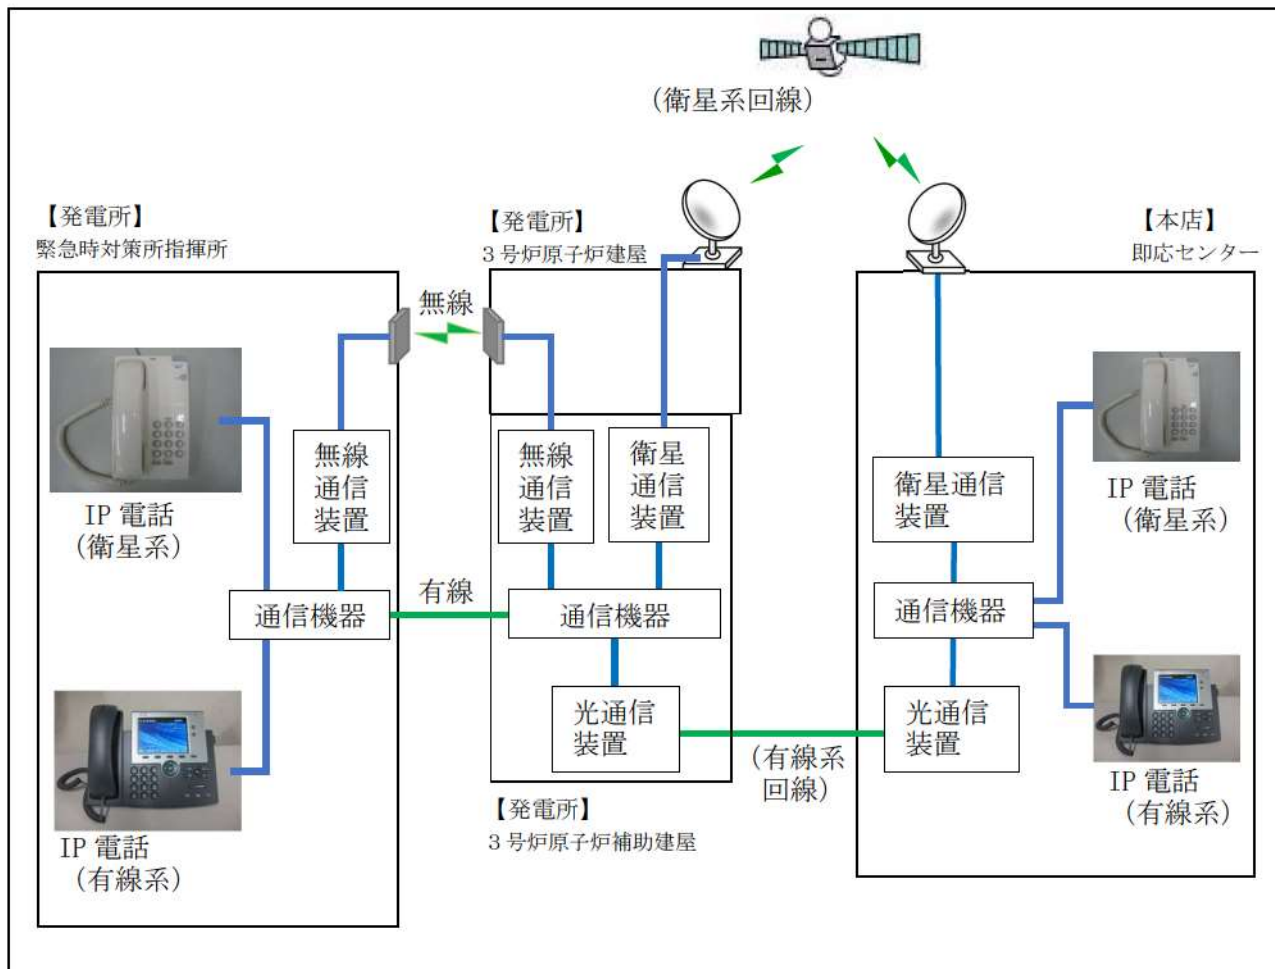 （衛星系回線）
【発電所】
緊急時対策所指揮所
【発電所】
３号炉原子炉建屋
【本店】
即応センター
無線
無線
通信
装置
無線
通信
装置
衛星
通信
装置
衛星通信
装置
IP 電話
（衛星系）
IP 電話
（衛星系）
通信機器
有線
通信機器
通信機器
光通信
装置
光通信
装置
（有線系
回線）
IP 電話
（有線系）
IP 電話
（有線系）
【発電所】
３号炉原子炉補助建屋